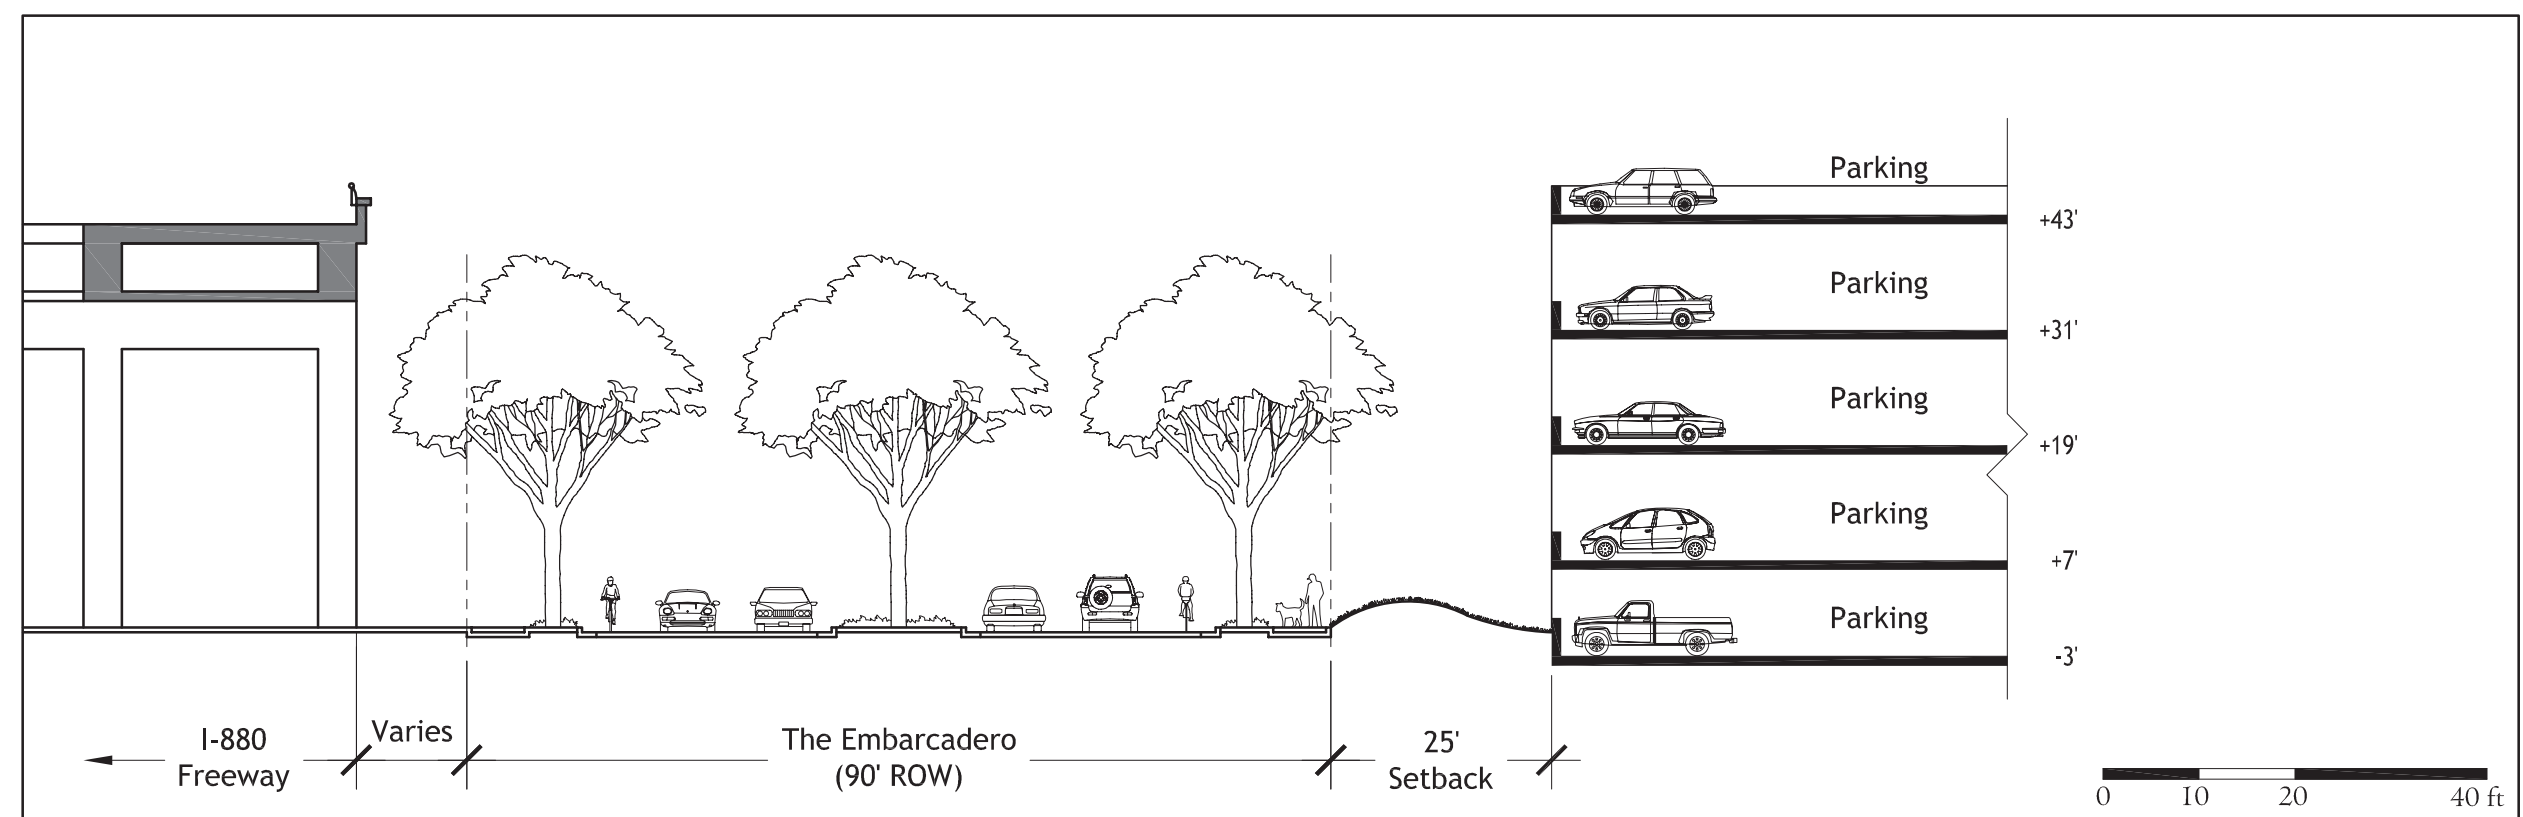 Parking
+43'
Parking
+31'
Parking
+19'
Parking
+7'
Parking
-3'
I-880
Freeway
Varies
The Embarcadero
(90' ROW)
25'
Setback
0 10 20 40 ft